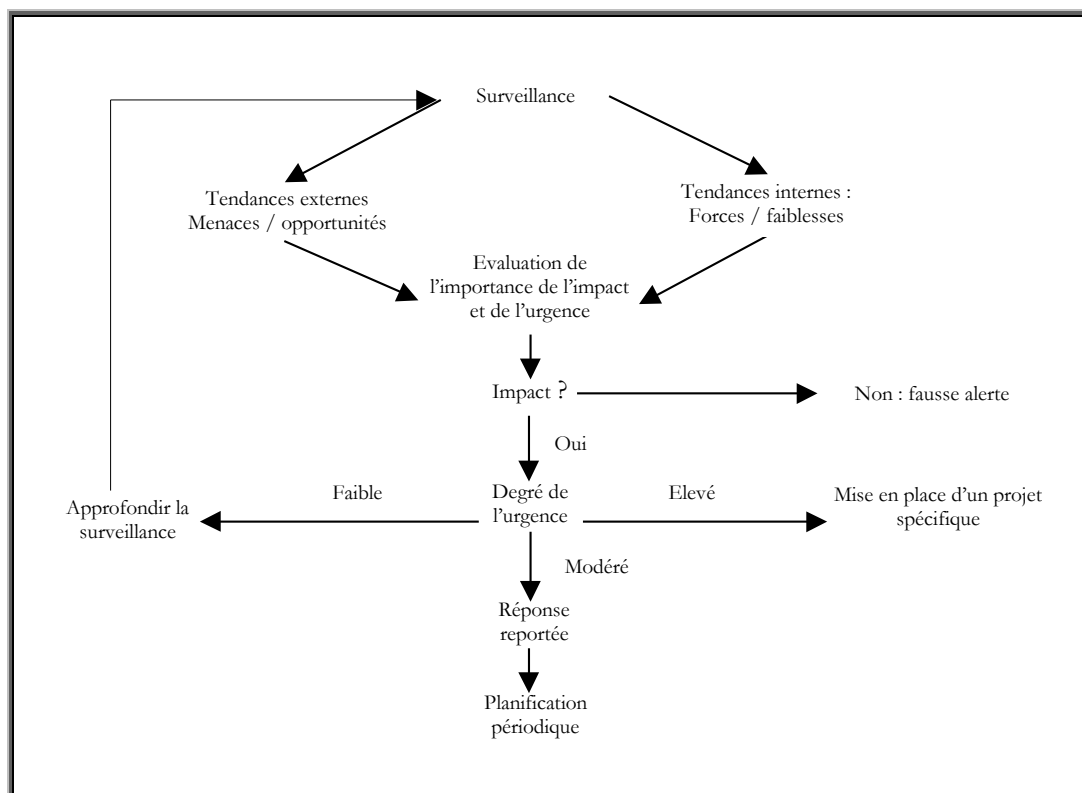 Surveillance
Tendances externes
Menaces / opportunités
Tendances internes :
Forces / faiblesses
Evaluation de
l’importance de l’impact
et de l’urgence
Impact ?
Non : fausse alerte
Oui
Approfondir la
surveillance
Faible
Degré de
l’urgence
Elevé
Mise en place d’un projet
spécifique
Modéré
Réponse
reportée
Planification
périodique